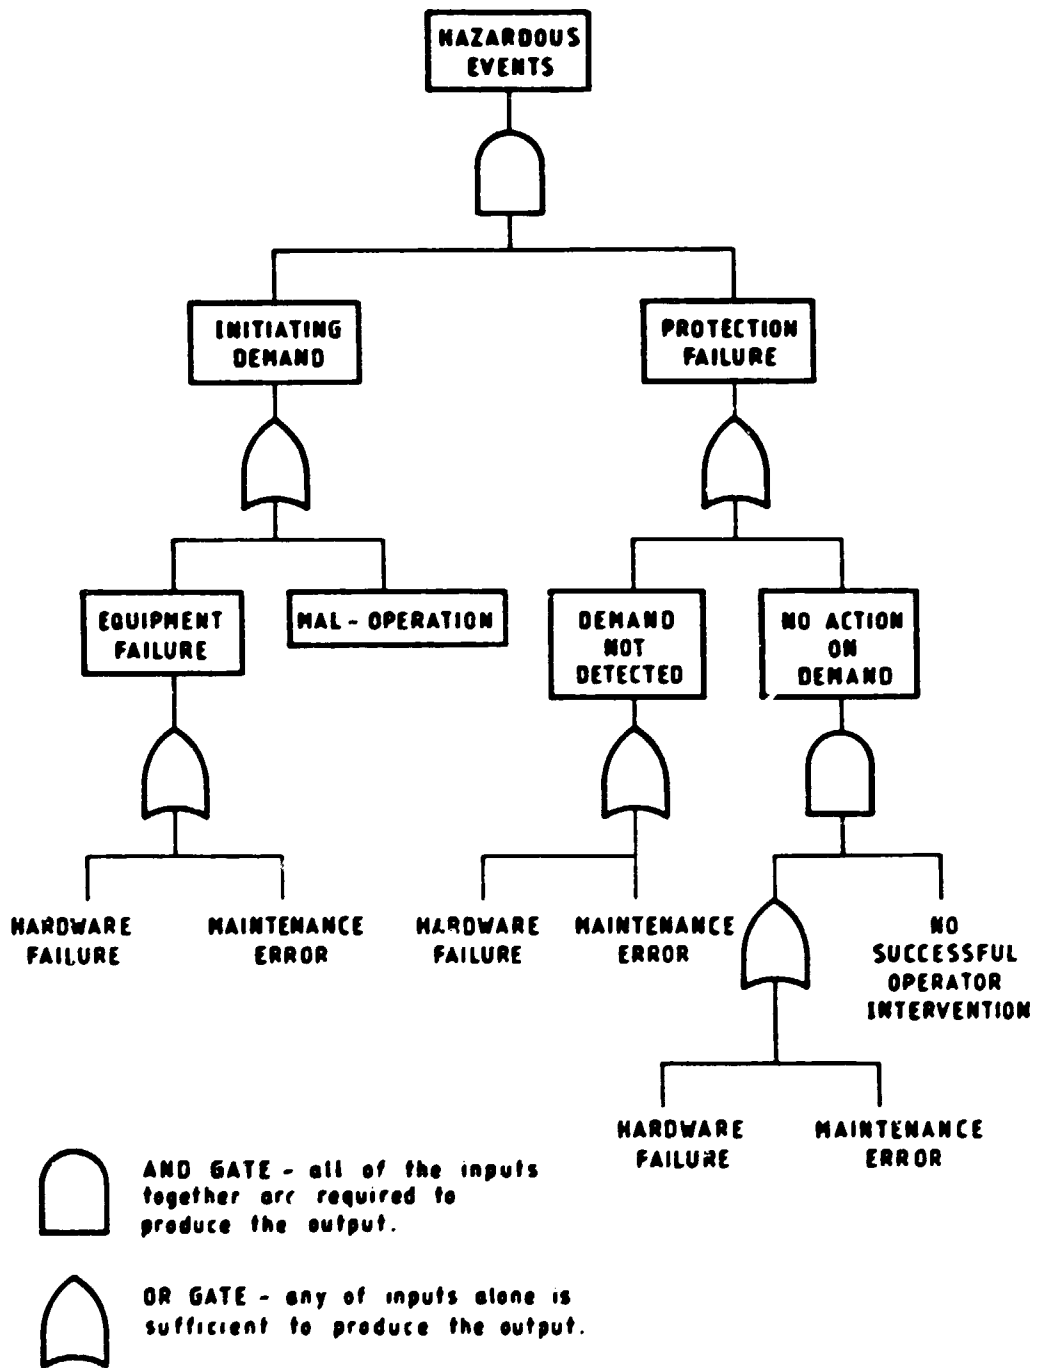 HAZARDOUS
EVENTS
INITIATING
DEMAND
PROTECTION
FAILURE
EQUIPMENT
FAILURE
MAL - OPERATION
DEMAND
NOT
DETECTED
NO ACTION
ON
DEMAND
HARDWARE
FAILURE
MAINTENANCE
ERROR
HARDWARE
FAILURE
MAINTENANCE
ERROR
NO
SUCCESSFUL
OPERATOR
INTERVENTION
HARDWARE
FAILURE
MAINTENANCE
ERROR
AND GATE - all of the inputs
together are required to
produce the output.
OR GATE - any of inputs alone is
sufficient to produce the output.